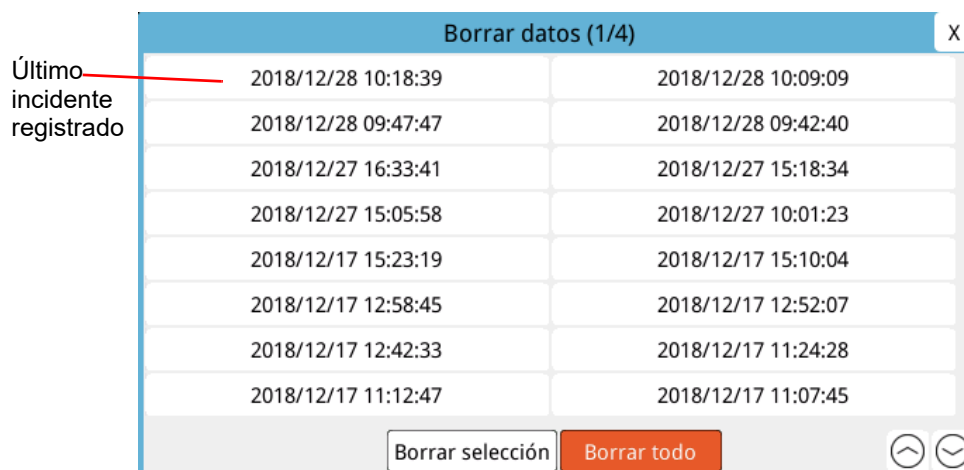 Borrar datos (1/4)
X
Último
incidente
registrado
2018/12/28 10:18:39 2018/12/28 10:09:09
2018/12/28 09:47:47 2018/12/28 09:42:40
2018/12/27 16:33:41 2018/12/27 15:18:34
2018/12/27 15:05:58 2018/12/27 10:01:23
2018/12/17 15:23:19 2018/12/17 15:10:04
2018/12/17 12:58:45 2018/12/17 12:52:07
2018/12/17 12:42:33 2018/12/17 11:24:28
2018/12/17 11:12:47 2018/12/17 11:07:45
Borrar selección Borrar todo